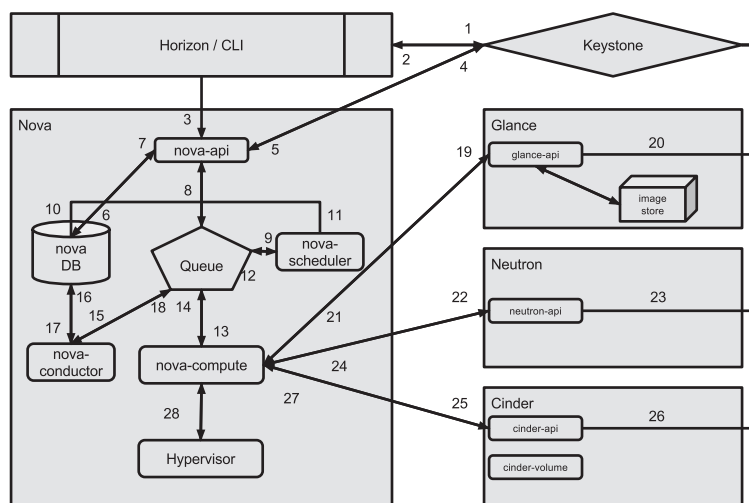 Horizon / CLI
1
2
Keystone
4
3
Nova
7
nova-api
5
8
10
6
11
nova
DB
9
nova-
scheduler
Queue
12
16
15
18
14
17
13
nova-
conductor
nova-compute
28
27
Hypervisor
Glance
19
glance-api
20
image
store
21
Neutron
22
neutron-api
23
24
Cinder
25
cinder-api
26
cinder-volume